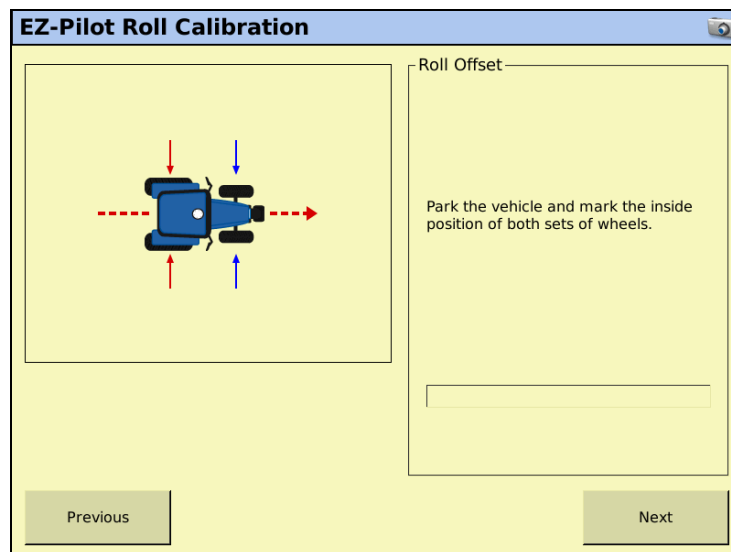 EZ-Pilot Roll Calibration
Roll Offset
Park the vehicle and mark the inside
position of both sets of wheels.
Previous
Next